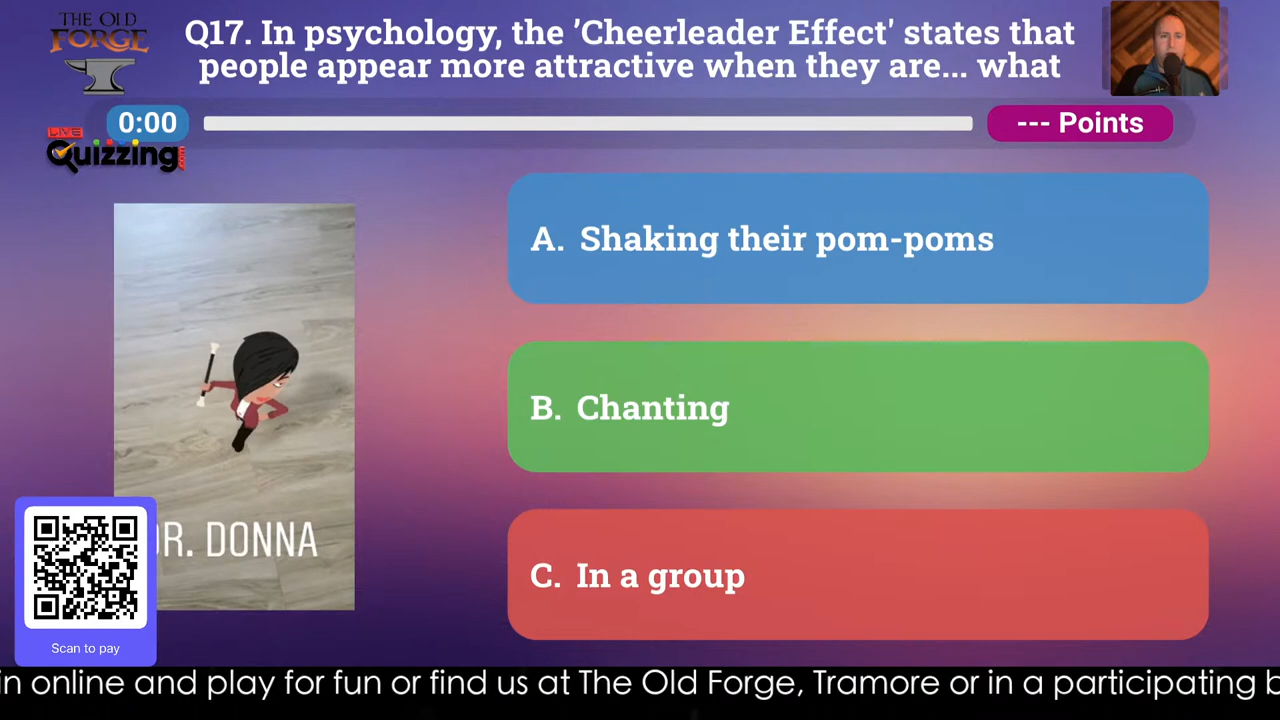 THE OLD
FORGE
Q17. In psychology, the 'Cheerleader Effect' states that
people appear more attractive when they are... what
0:00
--- Points
LIVE
Quizzing
.com
A. Shaking their pom-poms
B. Chanting
C. In a group
DR. DONNA
Scan to pay
in online and play for fun or find us at The Old Forge, Tramore or in a participating